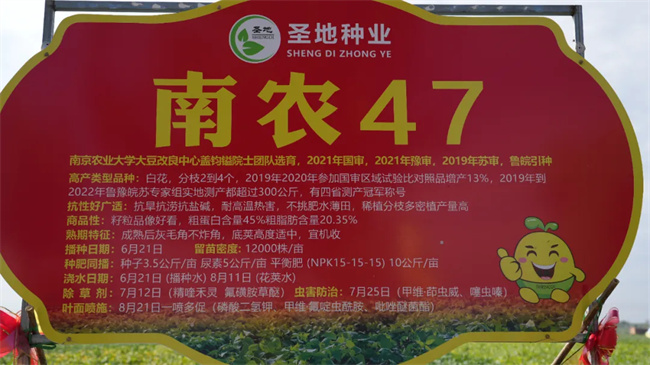 圣地
圣地种业
SHENG DI ZHONG YE
南农47
南京农业大学大豆改良中心盖钧镒院士团队选育，2021年国审，2021年豫审，2019年苏审，鲁皖引种
高产类型品种：白花，分枝2到4个，2019年2020年参加国审区域试验比对照品增产13%，2019年到
2022年鲁豫皖苏专家组实地测产都超过300公斤，有四省测产冠军称号
抗性好广适：抗旱抗涝抗盐碱，耐高温热害，不挑肥水薄田，稀植分枝多密植产量高
商品性：籽粒品像好看，粗蛋白含量45%粗脂肪含量20.35%
熟期特征：成熟后灰毛角不炸角，底荚高度适中，宜机收
播种日期：6月21日 留苗密度：12000株/亩
种肥同播：种子3.5公斤/亩 尿素5公斤/亩 平衡肥 (NPK15-15-15) 10公斤/亩
浇水日期：6月21日 (播种水) 8月11日 (花荚水)
除 草 剂：7月12日 (精喹禾灵 氟磺胺草醚) 虫害防治：7月25日 (甲维·茚虫威、噻虫嗪)
叶面喷施：8月21日一喷多促 (磷酸二氢钾、甲维·氟啶虫酰胺、吡唑醚菌酯)